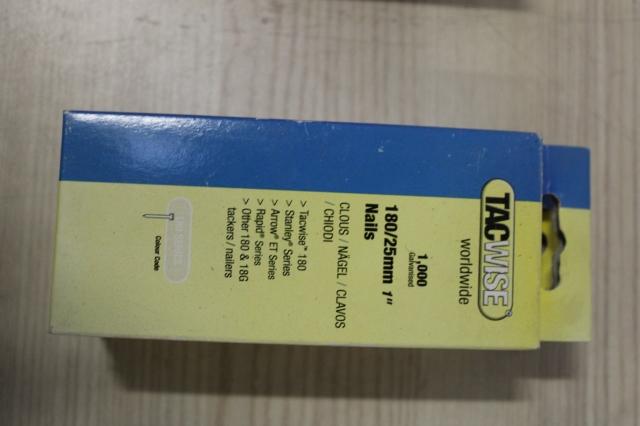 TACWISE®
worldwide
1,000
Galvanised
180/25mm 1"
Nails
CLOUS / NÄGEL / CLAVOS
/ CHIODI
> Tacwise™ 180
> Stanley® Series
> Arrow® ET Series
> Rapid® Series
> Other 180 & 18G
tackers / nailers
Colour Code